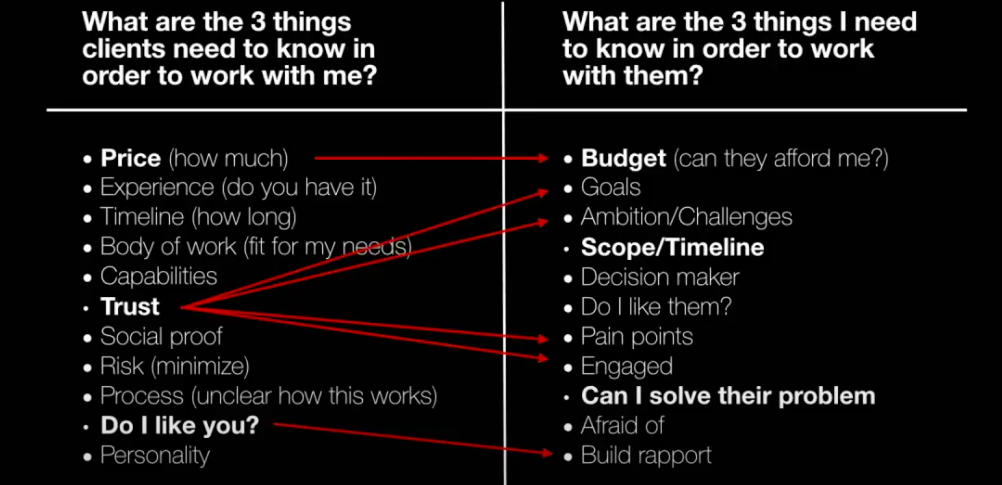 What are the 3 things
clients need to know in
order to work with me?
• Price (how much)
• Experience (do you have it)
• Timeline (how long)
• Body of work (fit for my needs)
• Capabilities
• Trust
• Social proof
• Risk (minimize)
• Process (unclear how this works)
• Do I like you?
• Personality
What are the 3 things I need
to know in order to work
with them?
• Budget (can they afford me?)
• Goals
• Ambition/Challenges
• Scope/Timeline
• Decision maker
• Do I like them?
• Pain points
• Engaged
• Can I solve their problem
• Afraid of
• Build rapport